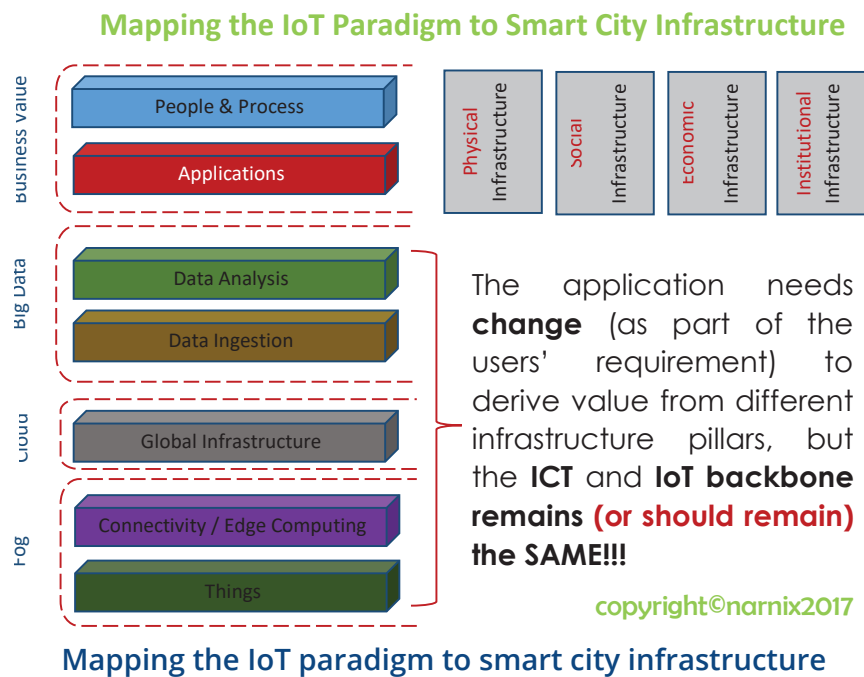 Mapping the IoT Paradigm to Smart City Infrastructure
Business Value
People & Process
Applications
Physical
Infrastructure
Social
Infrastructure
Economic
Infrastructure
Institutional
Infrastructure
Big Data
Data Analysis
Data Ingestion
Cloud
Global Infrastructure
Fog
Connectivity / Edge Computing
Things
The application needs
change (as part of the
users’ requirement) to
derive value from different
infrastructure pillars, but
the ICT and IoT backbone
remains (or should remain)
the SAME!!!
copyright©narnix2017
Mapping the IoT paradigm to smart city infrastructure